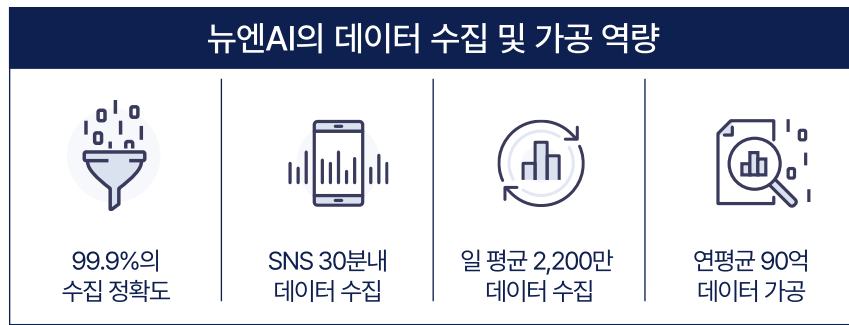 뉴엔AI의 데이터 수집 및 가공 역량
99.9%의
수집 정확도
SNS 30분내
데이터 수집
일 평균 2,200만
데이터 수집
연평균 90억
데이터 가공